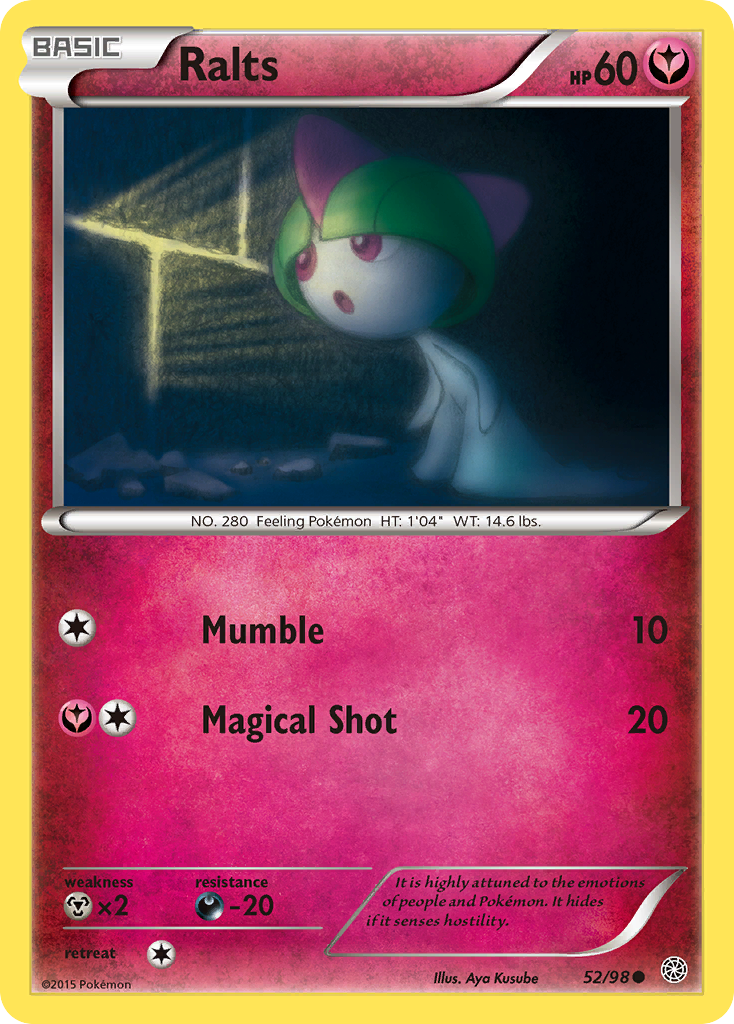 BASIC
Ralts
HP60
NO. 280 Feeling Pokémon HT: 1'04" WT: 14.6 lbs.
Mumble 10
Magical Shot 20
weakness resistance
×2 -20
retreat
It is highly attuned to the emotions
of people and Pokémon. It hides
if it senses hostility.
©2015 Pokémon Illus. Aya Kusube 52/98